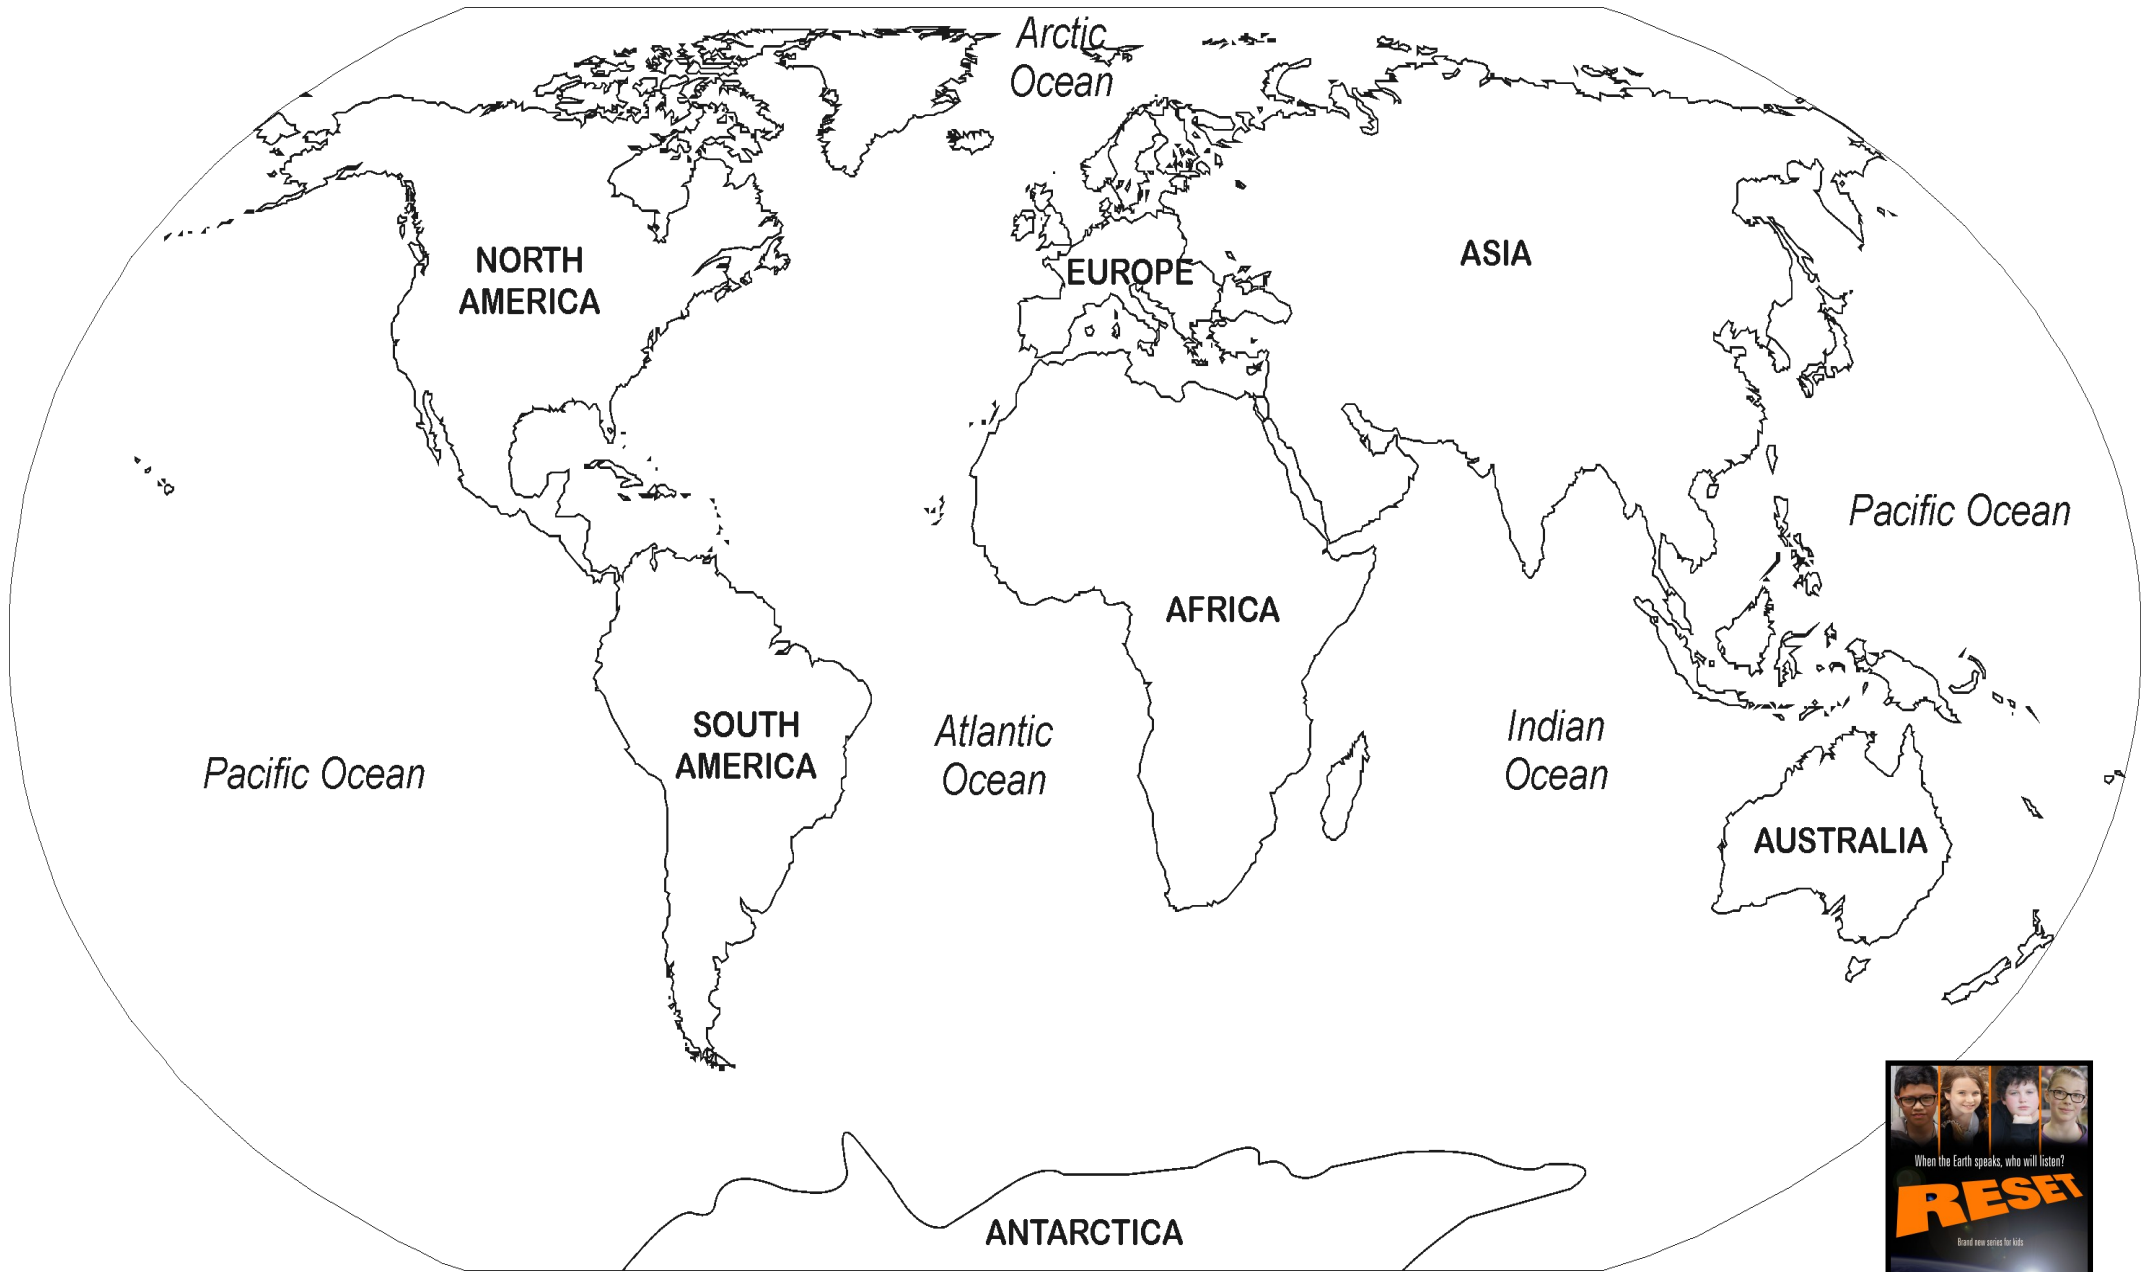 Arctic
Ocean
NORTH
AMERICA
EUROPE
ASIA
Pacific Ocean
AFRICA
SOUTH
AMERICA
Atlantic
Ocean
Indian
Ocean
Pacific Ocean
AUSTRALIA
ANTARCTICA
When the Earth speaks, who will listen?
RESET
Brand new series for kids